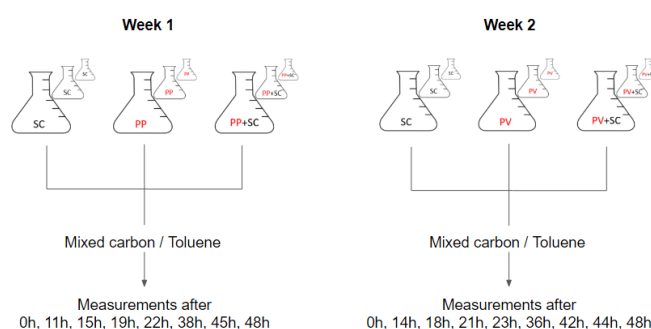 Week 1
SC
SC
SC
PP
PP
PP
PP+SC
PP+SC
PP+SC
Mixed carbon / Toluene
Measurements after
0h, 11h, 15h, 19h, 22h, 38h, 45h, 48h
Week 2
SC
SC
SC
PV
PV
PV
PV+SC
PV+SC
PV+SC
Mixed carbon / Toluene
Measurements after
0h, 14h, 18h, 21h, 23h, 36h, 42h, 44h, 48h